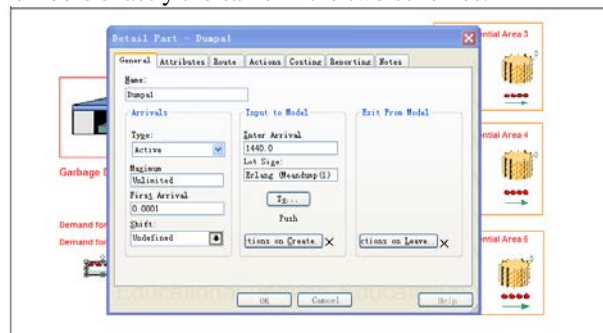 Detail Part - Dumpa1
General Attributes Route Actions Costing Reporting Notes
Name:
Dumpa1
Arrivals
Type:
Active
Maximum
Unlimited
First Arrival
0.0001
Shift:
Undefined
Input to Model
Inter Arrival
1440.0
Lot Size:
Erlang (Meandump(1)
To...
Push
tions on Create.. X
Exit From Model
ctions on Leave.. X
OK Cancel Help
ntial Area 3
ntial Area 4
ntial Area 5
Garbage D
Demand for
Demand for